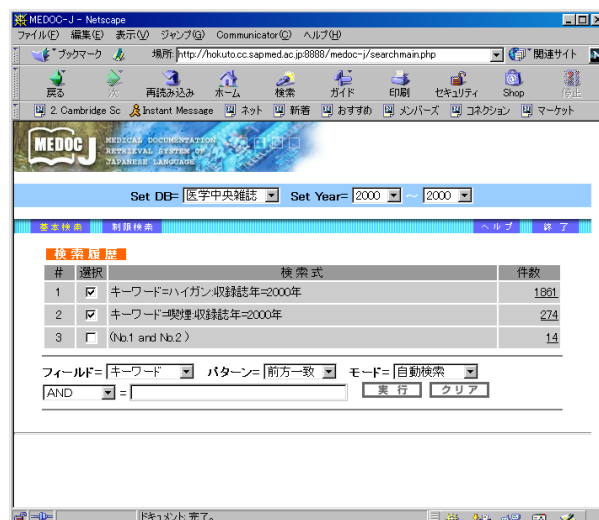 MEDOC-J - Netscape
ファイル(F) 編集(E) 表示(V) ジャンプ(G) Communicator(C) ヘルプ(H)
ブックマーク 場所: http://hokuto.cc.sapmed.ac.jp:8888/medoc-j/searchmain.php 関連サイト
戻る 次 再読み込み ホーム 検索 ガイド 印刷 セキュリティ Shop 停止
2. Cambridge Sc Instant Message ネット 新着 おすすめ メンバーズ コネクション マーケット
MEDOC J MEDICAL DOCUMENTATION
RETRIEVAL SYSTEM OF
JAPANESE LANGUAGE
Set DB= 医学中央雑誌 Set Year= 2000 ~ 2000
基本検索 制限検索 ヘルプ 終了
検索履歴
# 選択 検索式 件数
1 キーワード=ハイガン:収録誌年=2000年 1861
2 キーワード=喫煙:収録誌年=2000年 274
3 (No.1 and No.2 ) 14
フィールド= キーワード パターン= 前方一致 モード= 自動検索
AND = 実行 クリア
ドキュメント: 完了。